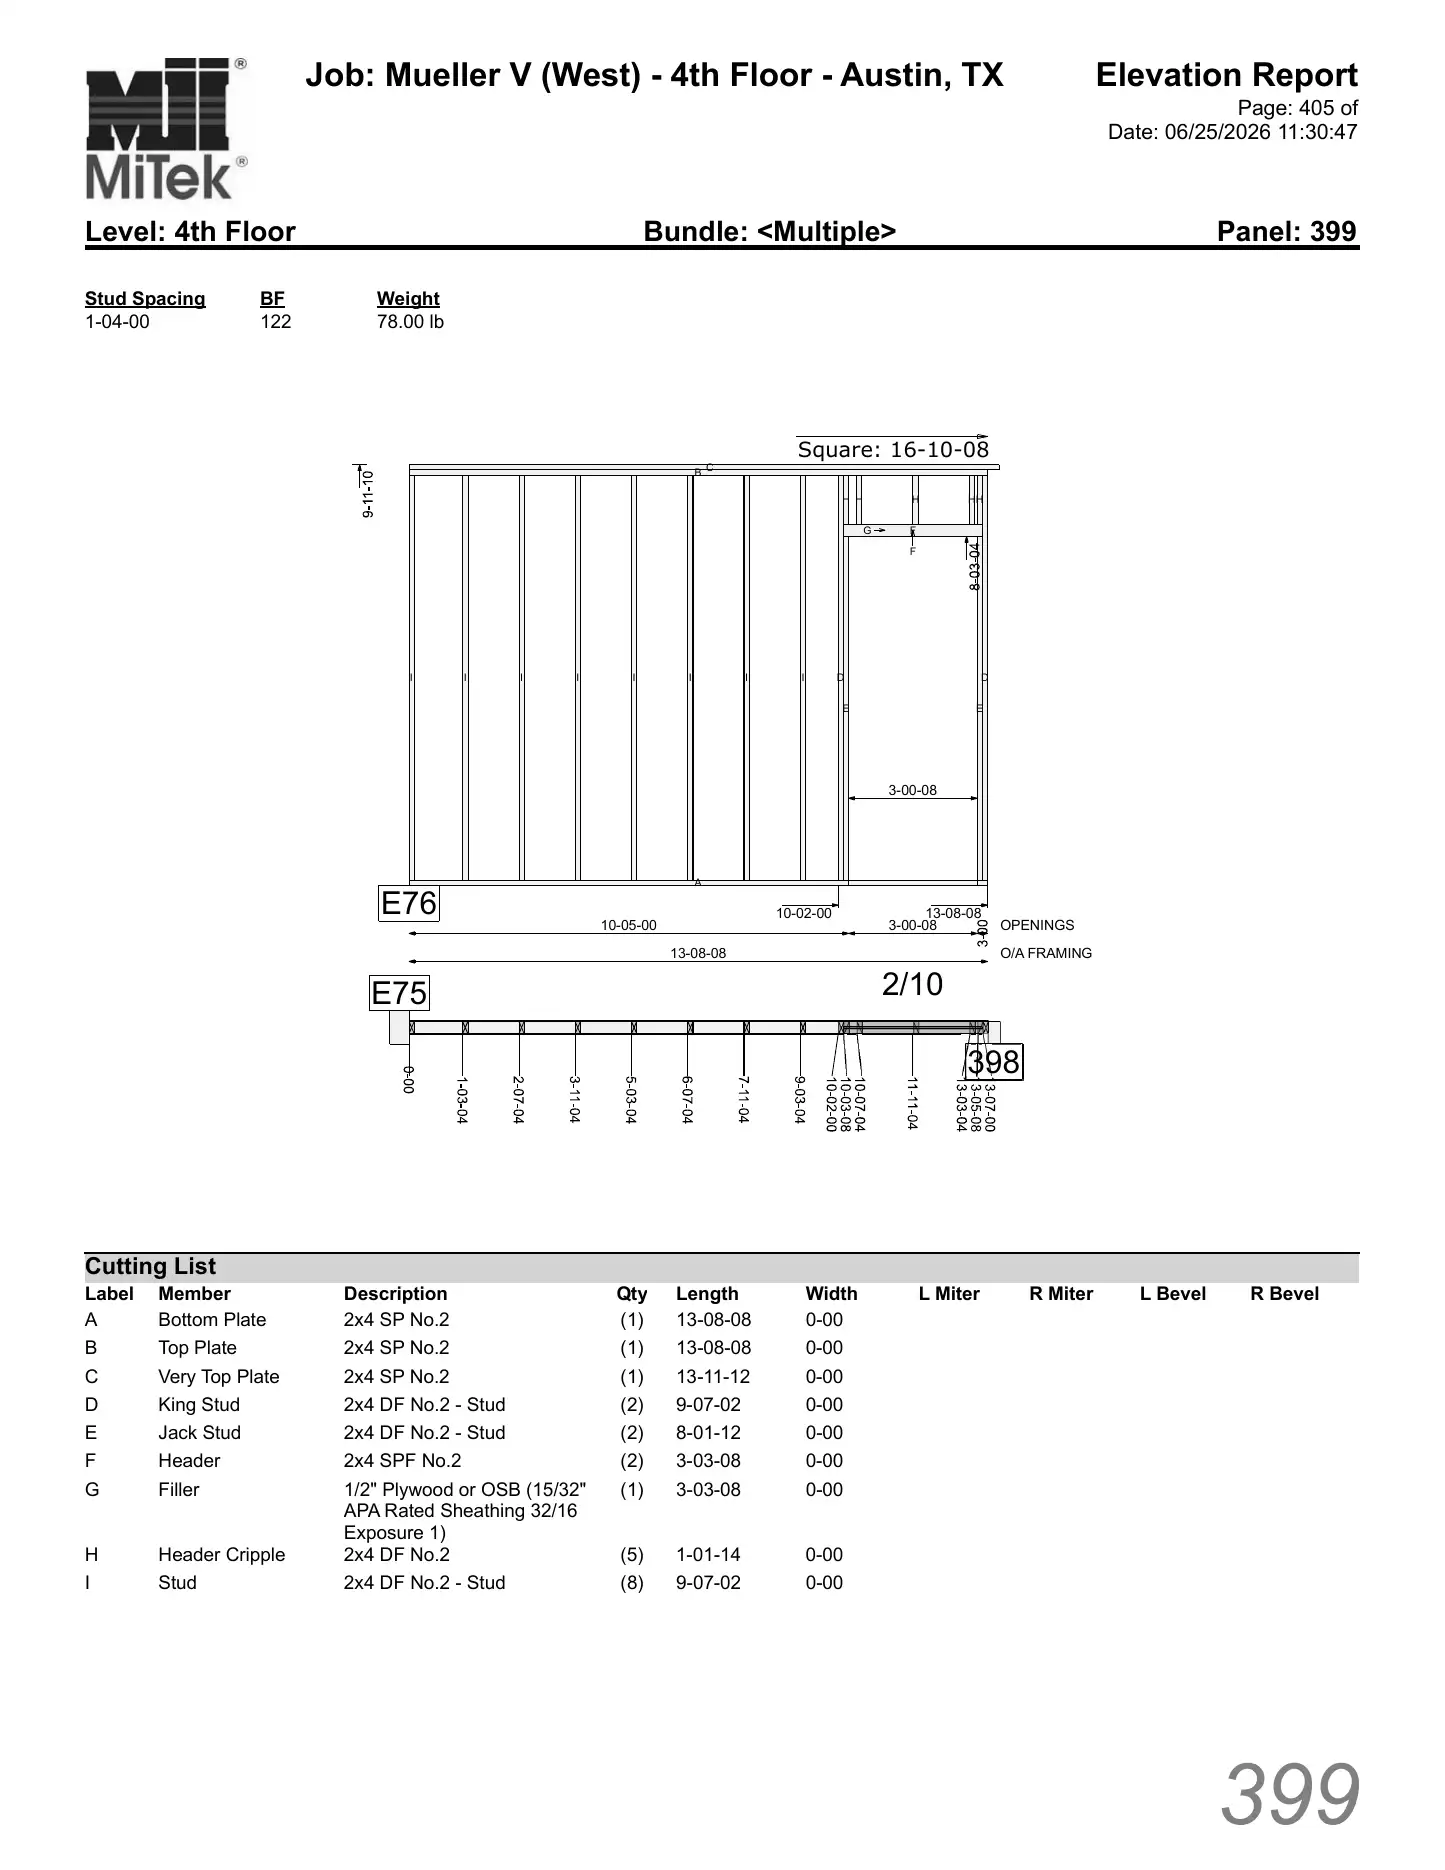 MiTek®
Job: Mueller V (West) - 4th Floor - Austin, TX
Elevation Report
Page: 405 of
Date: 06/25/2026 11:30:47
Level: 4th Floor Bundle: <Multiple> Panel: 399
Stud Spacing BF Weight
1-04-00 122 78.00 lb
Square: 16-10-08
9-11-10
B C
H H
G F
F
8-03-04
I I I I I I I I D D
E E
3-00-08
A
E76
10-02-00 13-08-08
10-05-00 3-00-08 3-00 OPENINGS
13-08-08 O/A FRAMING
2/10
E75
398
0-00 1-03-04 2-07-04 3-11-04 5-03-04 6-07-04 7-11-04 9-03-04 10-02-00 10-03-08 10-07-04 11-11-04 3-03-04 3-05-08 3-07-00
Cutting List
Label Member Description Qty Length Width L Miter R Miter L Bevel R Bevel
A Bottom Plate 2x4 SP No.2 (1) 13-08-08 0-00
B Top Plate 2x4 SP No.2 (1) 13-08-08 0-00
C Very Top Plate 2x4 SP No.2 (1) 13-11-12 0-00
D King Stud 2x4 DF No.2 - Stud (2) 9-07-02 0-00
E Jack Stud 2x4 DF No.2 - Stud (2) 8-01-12 0-00
F Header 2x4 SPF No.2 (2) 3-03-08 0-00
G Filler 1/2" Plywood or OSB (15/32" (1) 3-03-08 0-00
APA Rated Sheathing 32/16
Exposure 1)
H Header Cripple 2x4 DF No.2 (5) 1-01-14 0-00
I Stud 2x4 DF No.2 - Stud (8) 9-07-02 0-00
399